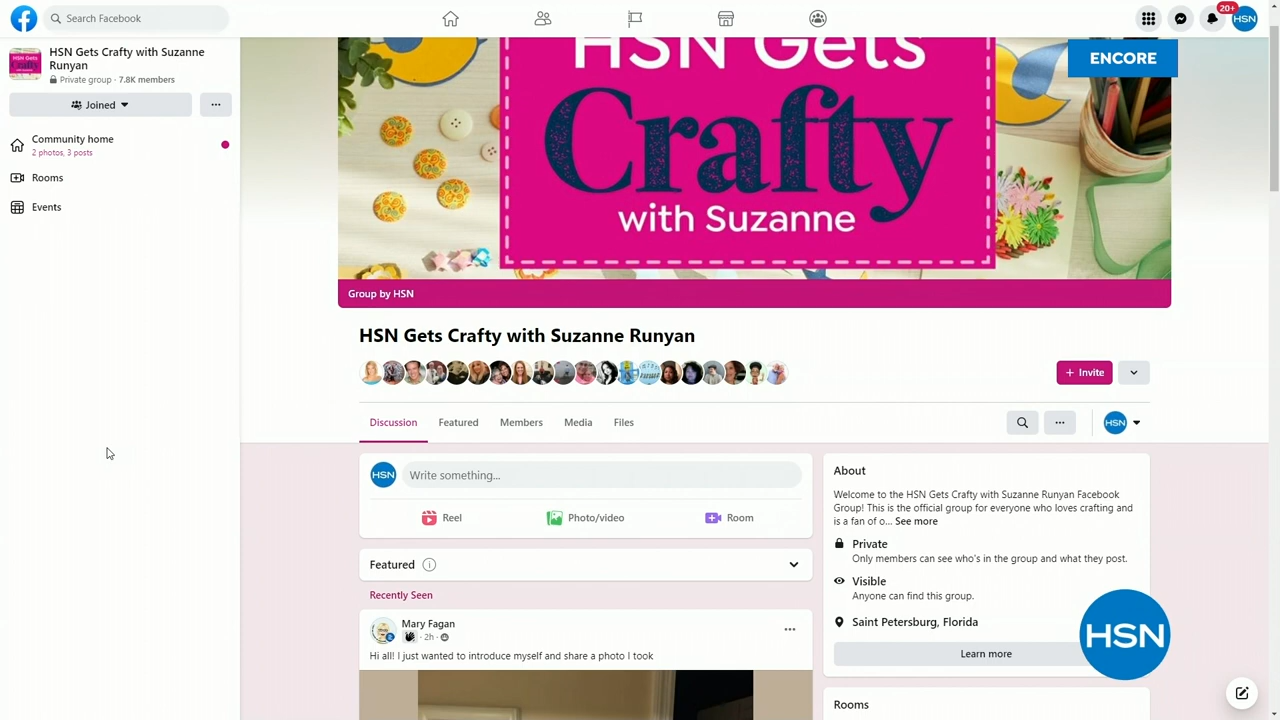 Search Facebook
20+
HSN
HSN Gets Crafty with Suzanne
Runyan
Private group · 7.8K members
Joined
Community home
2 photos, 3 posts
Rooms
Events
ENCORE
HSN Gets
Crafty
with Suzanne
Group by HSN
HSN Gets Crafty with Suzanne Runyan
+ Invite
Discussion
Featured
Members
Media
Files
HSN
HSN
Write something...
Reel
Photo/video
Room
Featured
Recently Seen
Mary Fagan
· 2h ·
Hi all! I just wanted to introduce myself and share a photo I took
About
Welcome to the HSN Gets Crafty with Suzanne Runyan Facebook
Group! This is the official group for everyone who loves crafting and
is a fan of o... See more
Private
Only members can see who's in the group and what they post.
Visible
Anyone can find this group.
Saint Petersburg, Florida
Learn more
HSN
Rooms